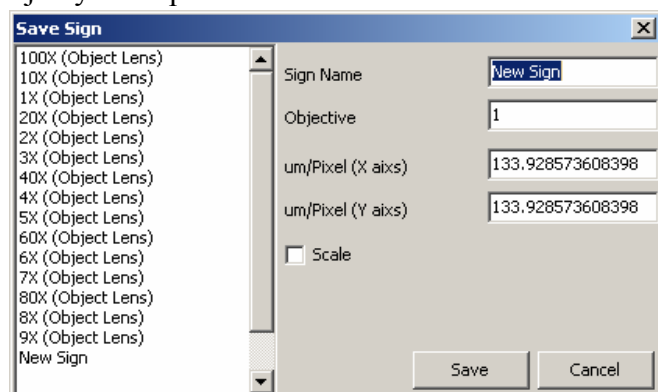 Save Sign
100X (Object Lens)
10X (Object Lens)
1X (Object Lens)
20X (Object Lens)
2X (Object Lens)
3X (Object Lens)
40X (Object Lens)
4X (Object Lens)
5X (Object Lens)
60X (Object Lens)
6X (Object Lens)
7X (Object Lens)
80X (Object Lens)
8X (Object Lens)
9X (Object Lens)
New Sign
Sign Name
New Sign
Objective
1
um/Pixel (X aixs)
133.928573608398
um/Pixel (Y aixs)
133.928573608398
Scale
Save
Cancel